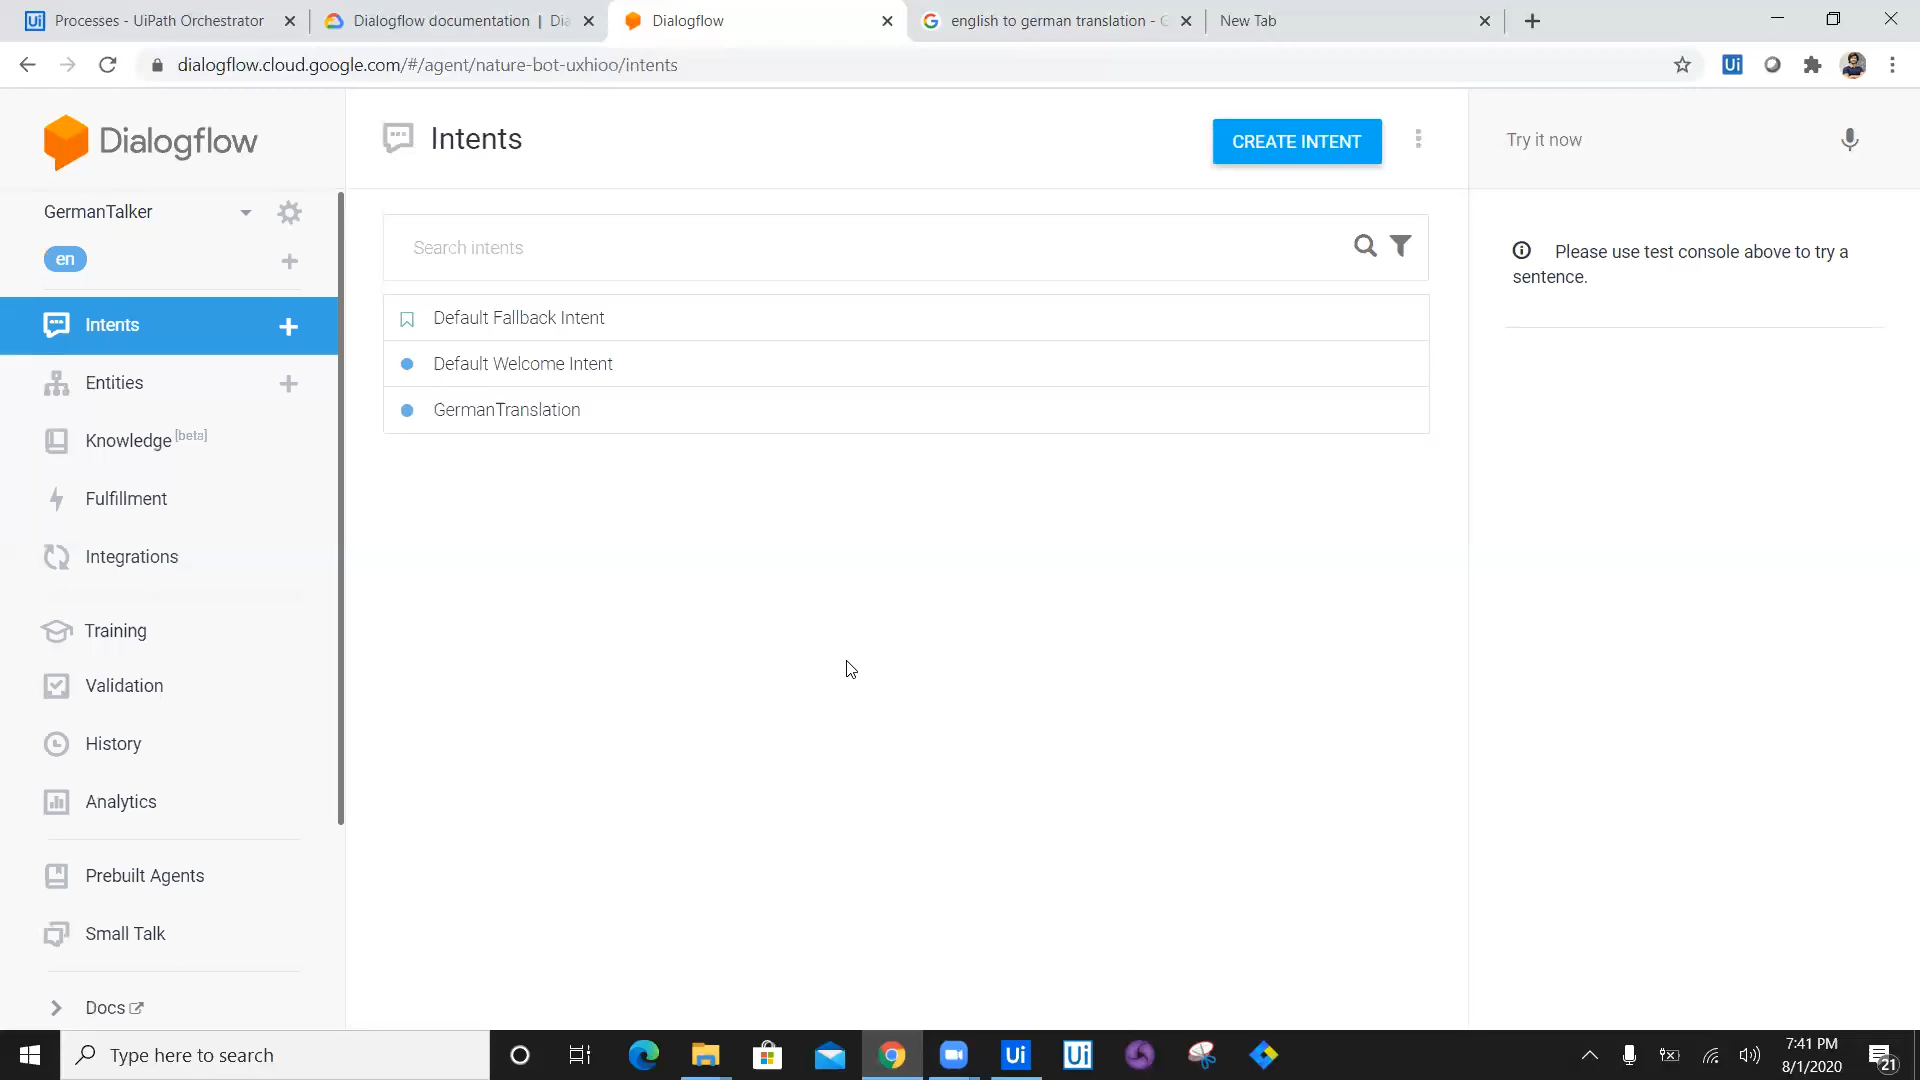 Processes - UiPath Orchestrator
Dialogflow documentation | Dia
Dialogflow
english to german translation - G
New Tab
dialogflow.cloud.google.com/#/agent/nature-bot-uxhioo/intents
Dialogflow
Intents
CREATE INTENT
Try it now
GermanTalker
en
Search intents
Please use test console above to try a
sentence.
Intents
Default Fallback Intent
Default Welcome Intent
GermanTranslation
Entities
Knowledge [beta]
Fulfillment
Integrations
Training
Validation
History
Analytics
Prebuilt Agents
Small Talk
Docs
Type here to search
Ui
Ui
7:41 PM
8/1/2020
21